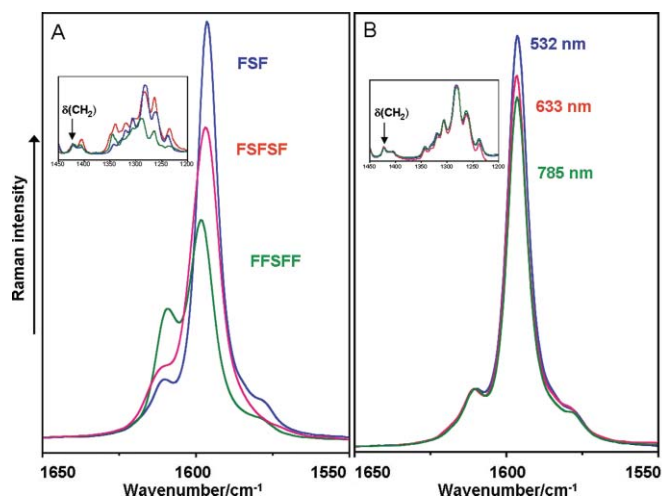 A
FSF
FSFSF
FFSFF
δ(CH2)
1450 1400 1350 1300 1250 1200
Raman intensity
1650 1600 1550
Wavenumber/cm-1
B
532 nm
633 nm
785 nm
δ(CH2)
1450 1400 1350 1300 1250 1200
1650 1600 1550
Wavenumber/cm-1